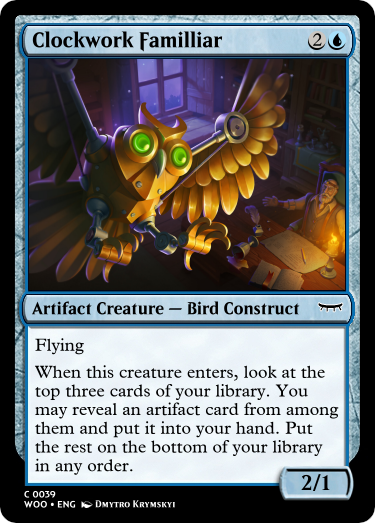 Clockwork Familliar 2
Artifact Creature — Bird Construct
Flying
When this creature enters, look at the
top three cards of your library. You
may reveal an artifact card from among
them and put it into your hand. Put
the rest on the bottom of your library
in any order.
2/1
C 0039
WOO • ENG Dmytro Krymskyi